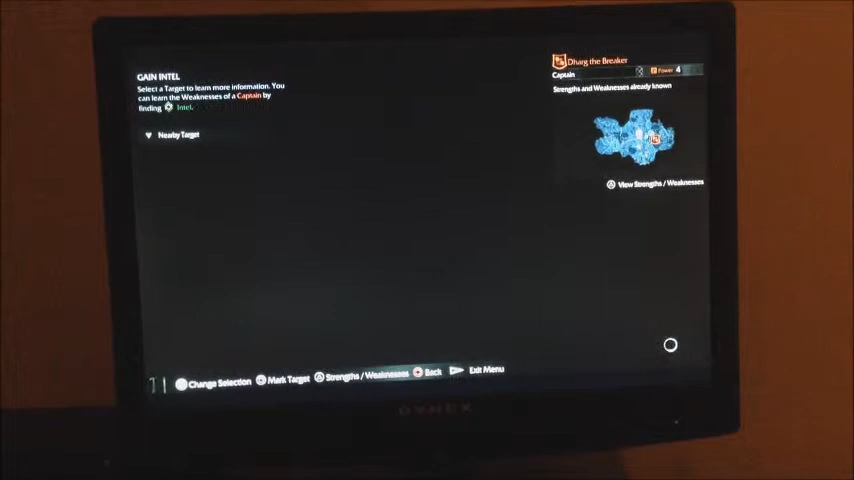 GAIN INTEL
Select a Target to learn more information. You
can learn the Weaknesses of a Captain by
finding Intel.
Nearby Target
Dharg the Breaker
Captain
Power 4
Strengths and Weaknesses already known
View Strengths / Weaknesses
Change Selection Mark Target Strengths / Weaknesses Back Exit Menu
DYNEX